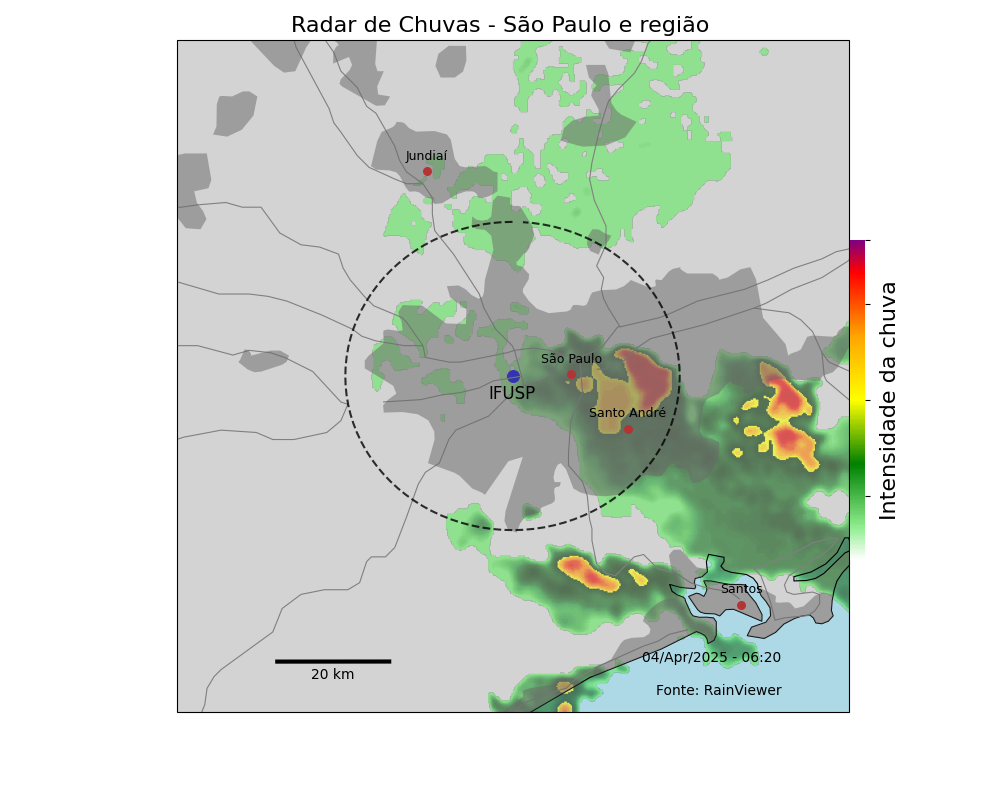 Radar de Chuvas - São Paulo e região
Jundiaí
São Paulo
IFUSP
Santo André
Intensidade da chuva
Santos
04/Apr/2025 - 06:20
20 km
Fonte: RainViewer